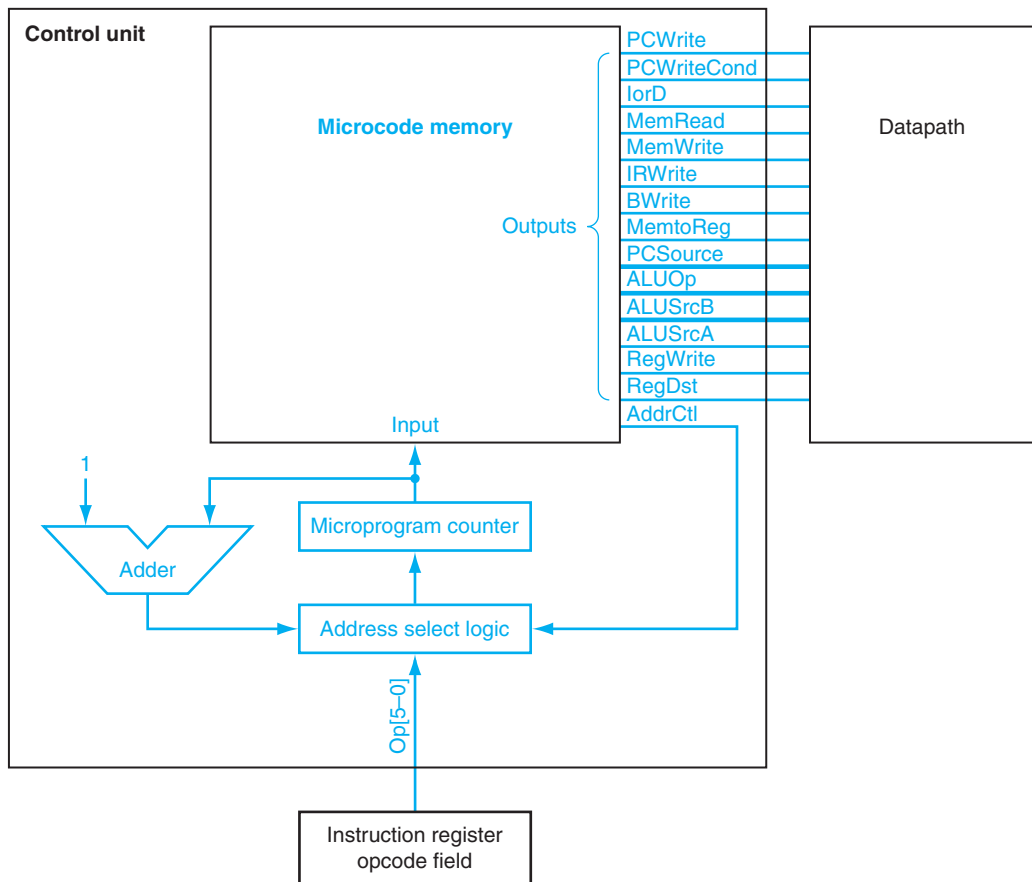 Control unit
Microcode memory
Outputs
Input
PCWrite
PCWriteCond
IorD
MemRead
MemWrite
IRWrite
BWrite
MemtoReg
PCSource
ALUOp
ALUSrcB
ALUSrcA
RegWrite
RegDst
AddrCtl
Datapath
1
Adder
Microprogram counter
Address select logic
Op[5–0]
Instruction register
opcode field